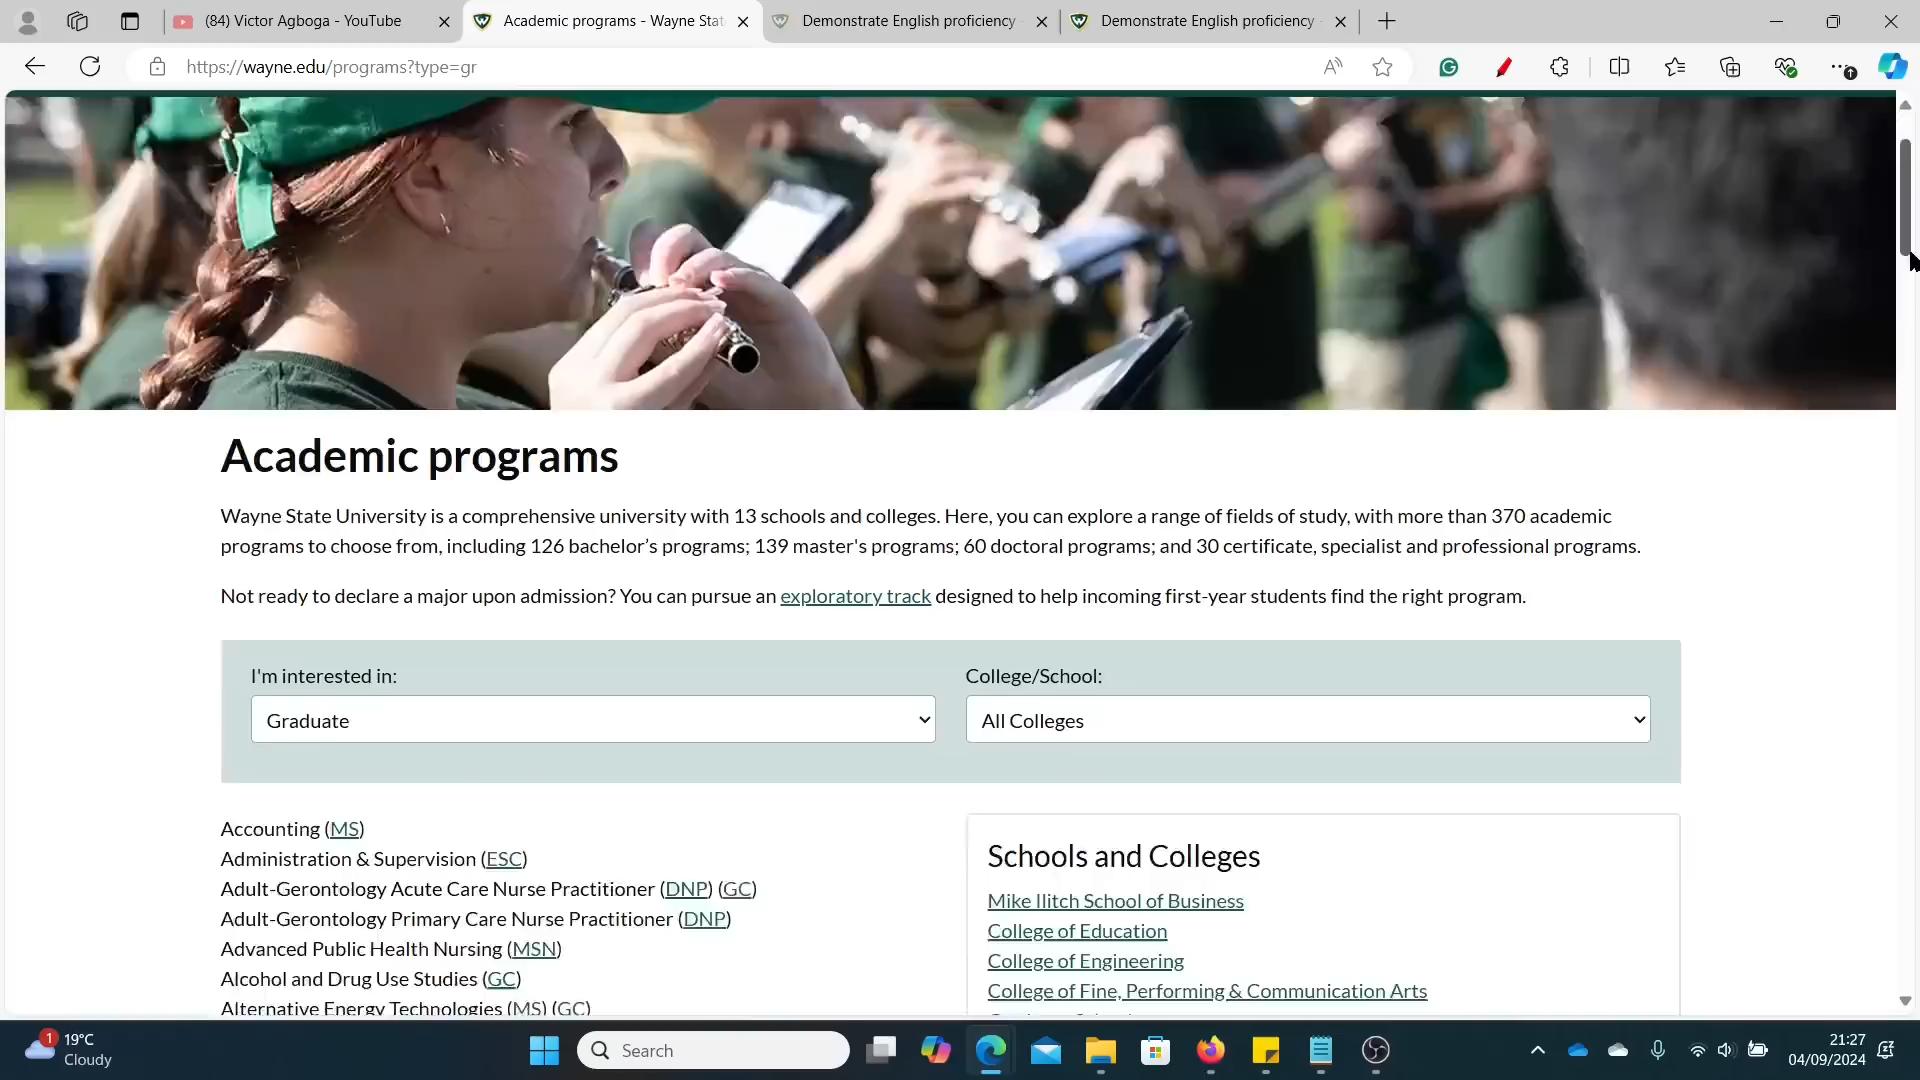 (84) Victor Agboga - YouTube
Academic programs - Wayne Stat
Demonstrate English proficiency
Demonstrate English proficiency
https://wayne.edu/programs?type=gr
Academic programs
Wayne State University is a comprehensive university with 13 schools and colleges. Here, you can explore a range of fields of study, with more than 370 academic
programs to choose from, including 126 bachelor’s programs; 139 master's programs; 60 doctoral programs; and 30 certificate, specialist and professional programs.
Not ready to declare a major upon admission? You can pursue an exploratory track designed to help incoming first-year students find the right program.
I'm interested in:
College/School:
Graduate
All Colleges
Accounting (MS)
Administration & Supervision (ESC)
Adult-Gerontology Acute Care Nurse Practitioner (DNP) (GC)
Adult-Gerontology Primary Care Nurse Practitioner (DNP)
Advanced Public Health Nursing (MSN)
Alcohol and Drug Use Studies (GC)
Alternative Energy Technologies (MS) (GC)
Schools and Colleges
Mike Ilitch School of Business
College of Education
College of Engineering
College of Fine, Performing & Communication Arts
1
19°C
Cloudy
Search
21:27
04/09/2024